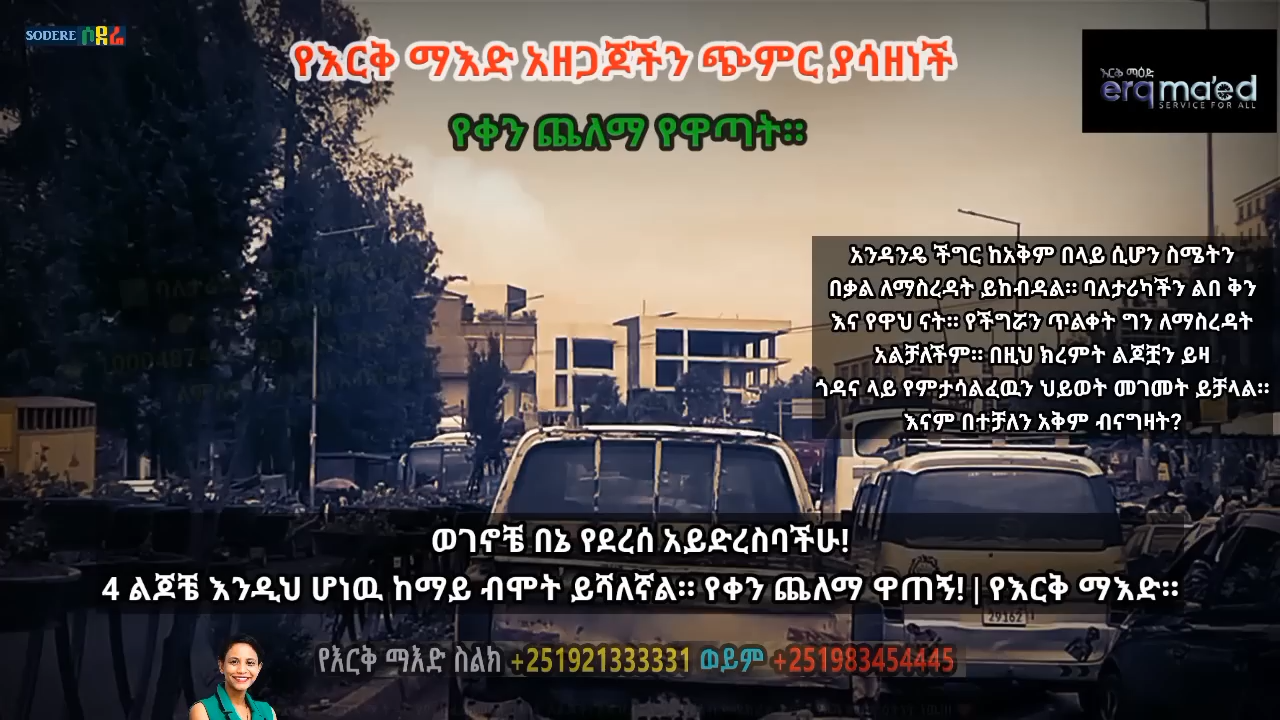 SODERE ሶደሬ
የእርቅ ማእድ አዘጋጆችን ጭምር ያሳዘነች
የቀን ጨለማ የዋጣት።
እርቅ ማዕድ
erqma'ed
SERVICE FOR ALL
አንዳንዴ ችግር ከአቅም በላይ ሲሆን ስሜትን
በቃል ለማስረዳት ይከብዳል። ባለታሪካችን ልበ ቅን
እና የዋህ ናት። የችግሯን ጥልቀት ግን ለማስረዳት
አልቻለችም። በዚህ ክረምት ልጆቿን ይዛ
ጎዳና ላይ የምታሳልፈዉን ህይወት መገመት ይቻላል።
እናም በተቻለን አቅም ብናግዛት?
ወገኖቼ በኔ የደረሰ አይድረስባችሁ!
4 ልጆቼ እንዲህ ሆነዉ ከማይ ብሞት ይሻለኛል። የቀን ጨለማ ዋጠኝ! | የእርቅ ማእድ።
29162
የእርቅ ማእድ ስልክ +251921333331 ወይም +251983454445